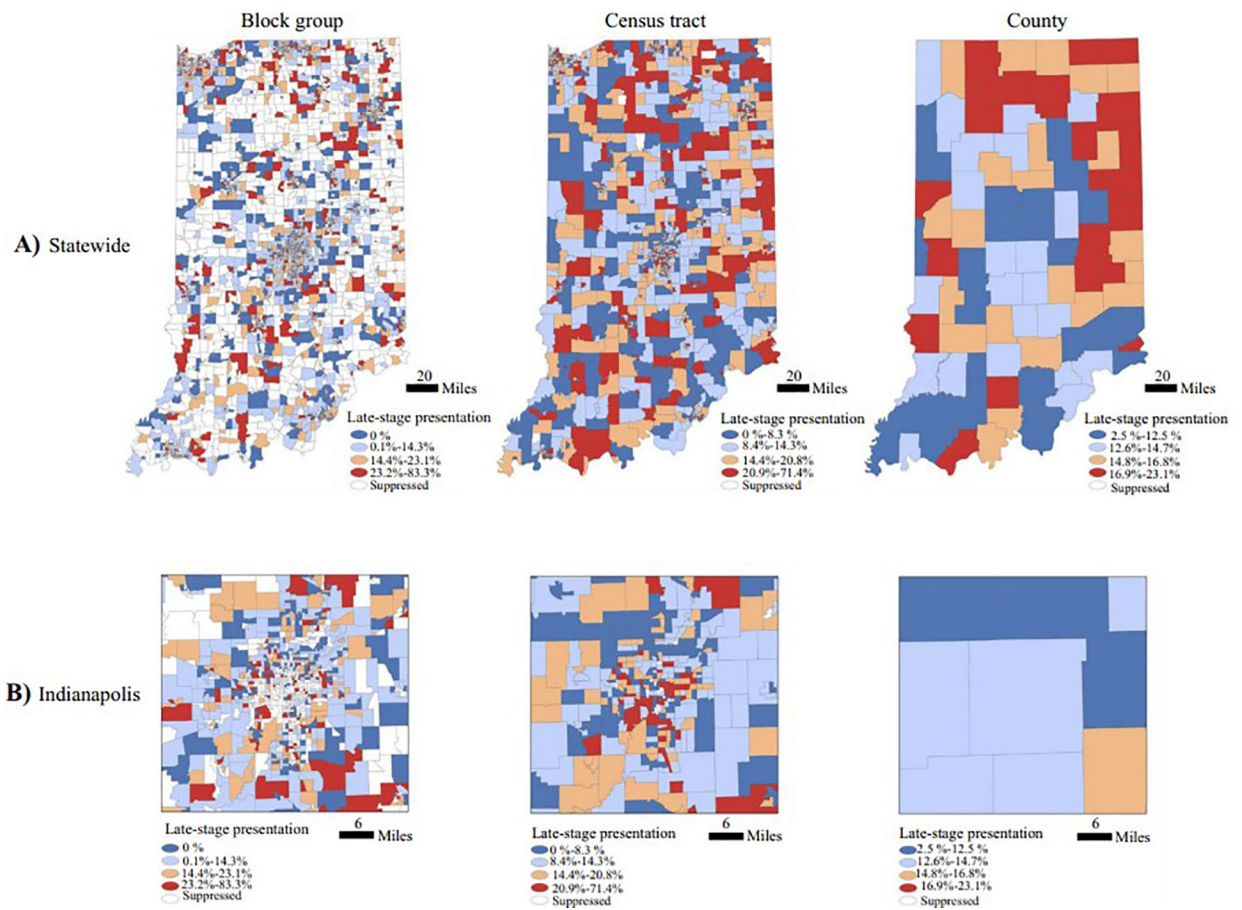 Block group
Census tract
County
A) Statewide
20
Miles
Late-stage presentation
0 %
0.1%-14.3%
14.4%-23.1%
23.2%-83.3%
Suppressed
20
Miles
Late-stage presentation
0 %-8.3 %
8.4%-14.3%
14.4%-20.8%
20.9%-71.4%
Suppressed
20
Miles
Late-stage presentation
2.5 %-12.5 %
12.6%-14.7%
14.8%-16.8%
16.9%-23.1%
Suppressed
B) Indianapolis
6
Miles
Late-stage presentation
0 %
0.1%-14.3%
14.4%-23.1%
23.2%-83.3%
Suppressed
6
Miles
Late-stage presentation
0 %-8.3 %
8.4%-14.3%
14.4%-20.8%
20.9%-71.4%
Suppressed
6
Miles
Late-stage presentation
2.5 %-12.5 %
12.6%-14.7%
14.8%-16.8%
16.9%-23.1%
Suppressed